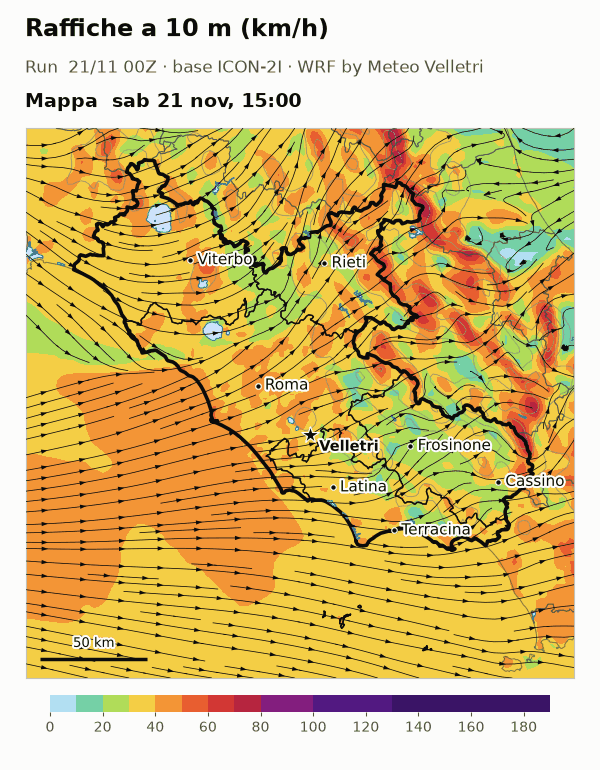 Raffiche a 10 m (km/h)
Run 21/11 00Z · base ICON-2I · WRF by Meteo Velletri
Mappa sab 21 nov, 15:00
Viterbo
Rieti
Roma
Velletri
Frosinone
Cassino
Latina
Terracina
50 km
0 20 40 60 80 100 120 140 160 180